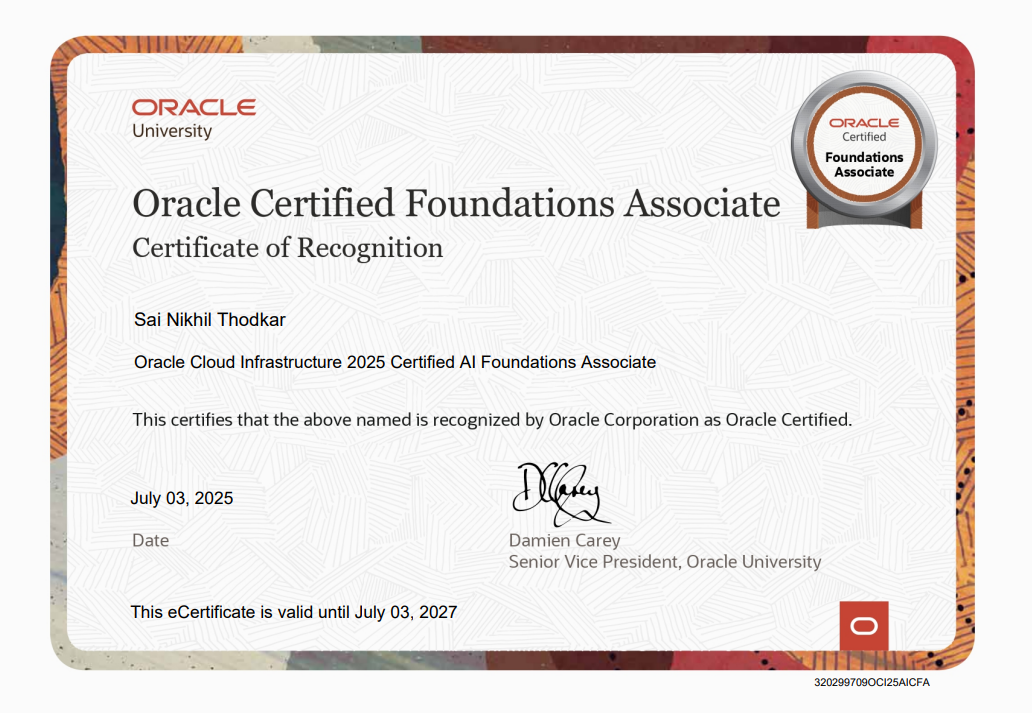 ORACLE
University
ORACLE
Certified
Foundations
Associate
Oracle Certified Foundations Associate
Certificate of Recognition
Sai Nikhil Thodkar
Oracle Cloud Infrastructure 2025 Certified AI Foundations Associate
This certifies that the above named is recognized by Oracle Corporation as Oracle Certified.
DCarey
July 03, 2025
Date
Damien Carey
Senior Vice President, Oracle University
This eCertificate is valid until July 03, 2027
320299709OCI25AICFA